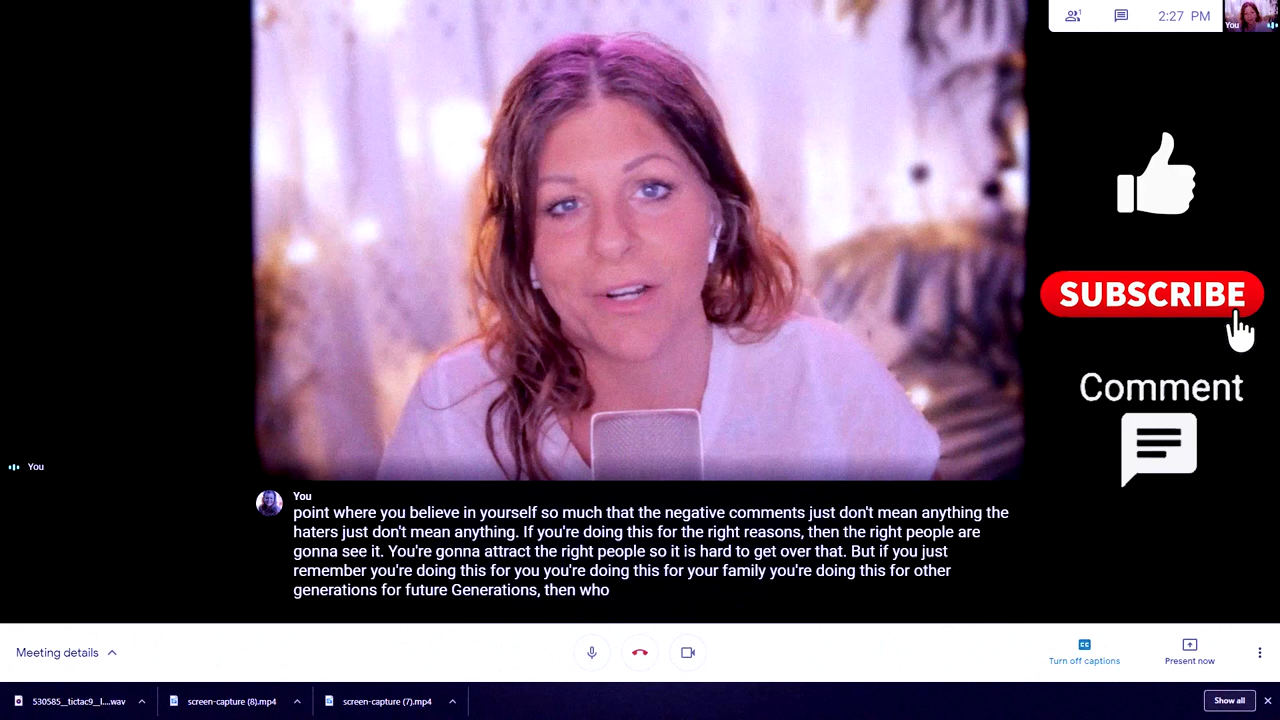 1
2:27 PM
You
SUBSCRIBE
Comment
You
You
point where you believe in yourself so much that the negative comments just don't mean anything the
haters just don't mean anything. If you're doing this for the right reasons, then the right people are
gonna see it. You're gonna attract the right people so it is hard to get over that. But if you just
remember you're doing this for you you're doing this for your family you're doing this for other
generations for future Generations, then who
Meeting details
CC
Turn off captions
Present now
530585__tictac9__l....wav
screen-capture (8).mp4
screen-capture (7).mp4
Show all